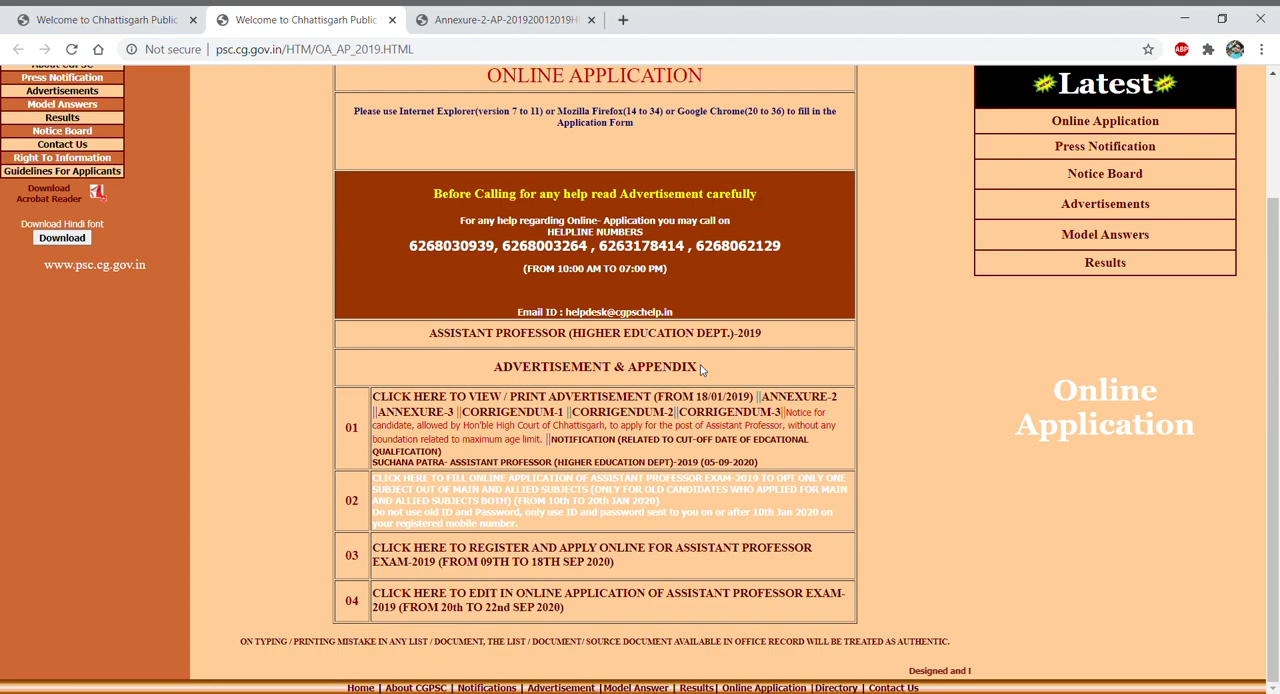 Welcome to Chhattisgarh Public
Welcome to Chhattisgarh Public
Annexure-2-AP-201920012019H
Not secure | psc.cg.gov.in/HTM/OA_AP_2019.HTML
ABP
About CGPSC
Press Notification
Advertisements
Model Answers
Results
Notice Board
Contact Us
Right To Information
Guidelines For Applicants
Download
Acrobat Reader
Download Hindi font
Download
www.psc.cg.gov.in
ONLINE APPLICATION
Please use Internet Explorer(version 7 to 11) or Mozilla Firefox(14 to 34) or Google Chrome(20 to 36) to fill in the
Application Form
Before Calling for any help read Advertisement carefully
For any help regarding Online- Application you may call on
HELPLINE NUMBERS
6268030939, 6268003264 , 6263178414 , 6268062129
(FROM 10:00 AM TO 07:00 PM)
Email ID : helpdesk@cgpschelp.in
ASSISTANT PROFESSOR (HIGHER EDUCATION DEPT.)-2019
ADVERTISEMENT & APPENDIX
01
CLICK HERE TO VIEW / PRINT ADVERTISEMENT (FROM 18/01/2019) ||ANNEXURE-2
||ANNEXURE-3 ||CORRIGENDUM-1 ||CORRIGENDUM-2||CORRIGENDUM-3||Notice for
candidate, allowed by Hon'ble High Court of Chhattisgarh, to apply for the post of Assistant Professor, without any
boundation related to maximum age limit. ||NOTIFICATION (RELATED TO CUT-OFF DATE OF EDCATIONAL
QUALFICATION)
SUCHANA PATRA- ASSISTANT PROFESSOR (HIGHER EDUCATION DEPT)-2019 (05-09-2020)
02
CLICK HERE TO FILL ONLINE APPLICATION OF ASSISTANT PROFESSOR EXAM-2019 TO OPT ONLY ONE
SUBJECT OUT OF MAIN AND ALLIED SUBJECTS (ONLY FOR OLD CANDIDATES WHO APPLIED FOR MAIN
AND ALLIED SUBJECTS BOTH) (FROM 10th TO 20th JAN 2020)
Do not use old ID and Password, only use ID and password sent to you on or after 10th Jan 2020 on
your registered mobile number.
03
CLICK HERE TO REGISTER AND APPLY ONLINE FOR ASSISTANT PROFESSOR
EXAM-2019 (FROM 09TH TO 18TH SEP 2020)
04
CLICK HERE TO EDIT IN ONLINE APPLICATION OF ASSISTANT PROFESSOR EXAM-
2019 (FROM 20th TO 22nd SEP 2020)
Latest
Online Application
Press Notification
Notice Board
Advertisements
Model Answers
Results
Online
Application
ON TYPING / PRINTING MISTAKE IN ANY LIST / DOCUMENT, THE LIST / DOCUMENT/ SOURCE DOCUMENT AVAILABLE IN OFFICE RECORD WILL BE TREATED AS AUTHENTIC.
Designed and I
Home | About CGPSC | Notifications | Advertisement |Model Answer | Results| Online Application |Directory | Contact Us